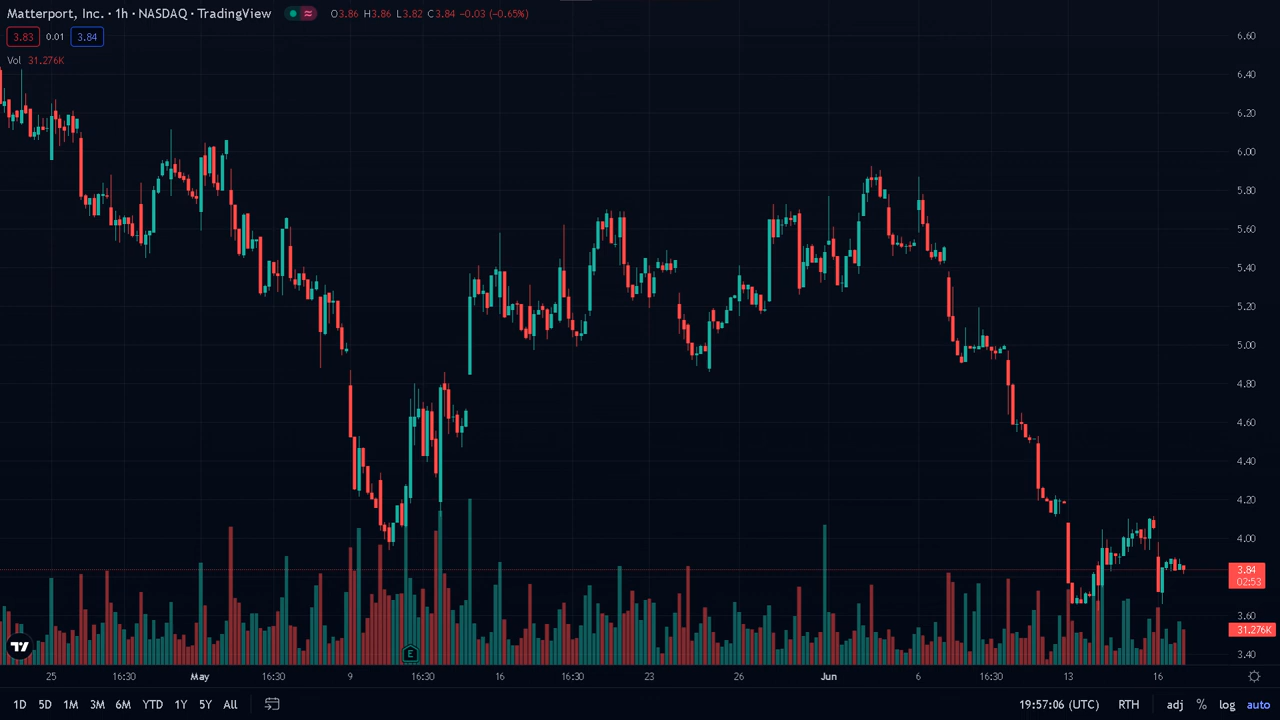 Matterport, Inc. · 1h · NASDAQ · TradingView O3.86 H3.86 L3.82 C3.84 −0.03 (−0.65%)
3.83 0.01 3.84
Vol 31.276K
6.60
6.40
6.20
6.00
5.80
5.60
5.40
5.20
5.00
4.80
4.60
4.40
4.20
4.00
3.84
02:53
3.60
31.276K
3.40
E
25 16:30 May 16:30 9 16:30 16 16:30 23 26 Jun 6 16:30 13 16
1D 5D 1M 3M 6M YTD 1Y 5Y All 19:57:06 (UTC) RTH adj % log auto